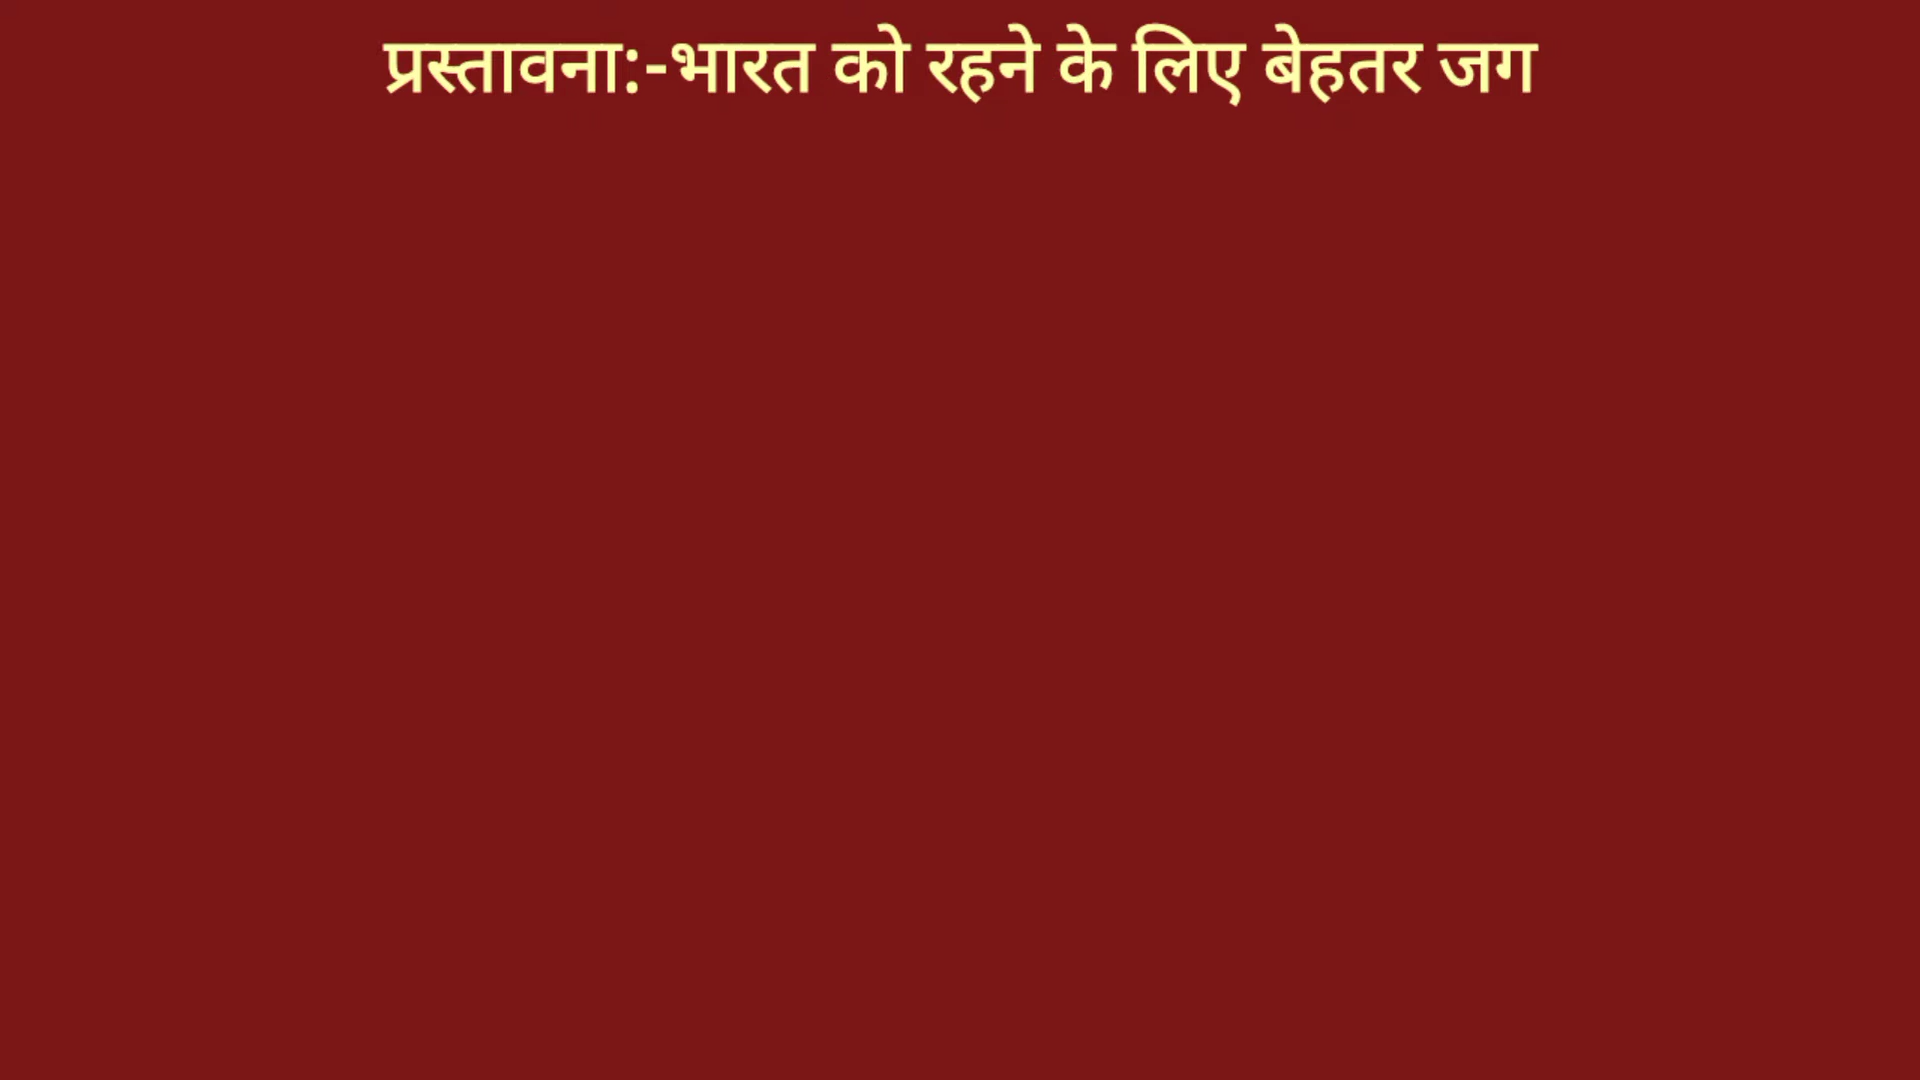 प्रस्तावना:-भारत को रहने के लिए बेहतर जग